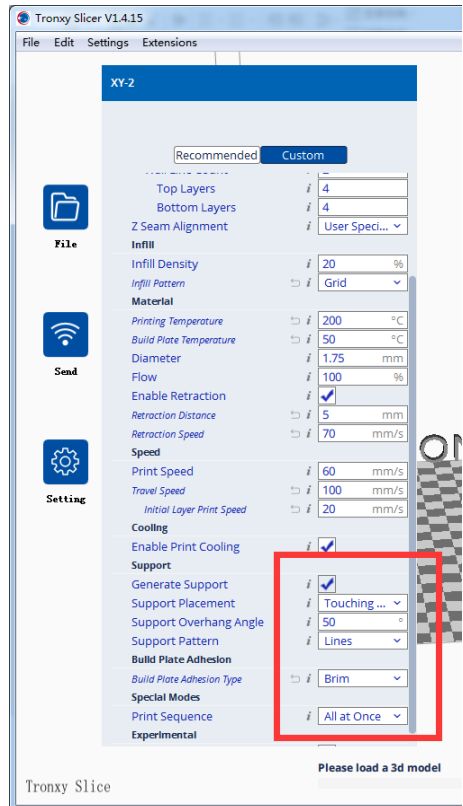 Tronxy Slicer V1.4.15
File Edit Settings Extensions
XY-2
Recommended Custom
Top Layers i 4
Bottom Layers i 4
Z Seam Alignment i User Speci...
Infill
Infill Density i 20 %
Infill Pattern i Grid
Material
Printing Temperature i 200 °C
Build Plate Temperature i 50 °C
Diameter i 1.75 mm
Flow i 100 %
Enable Retraction i
Retraction Distance i 5 mm
Retraction Speed i 70 mm/s
Speed
Print Speed i 60 mm/s
Travel Speed i 100 mm/s
Initial Layer Print Speed i 20 mm/s
Cooling
Enable Print Cooling i
Support
Generate Support i
Support Placement i Touching ...
Support Overhang Angle i 50 °
Support Pattern i Lines
Build Plate Adhesion
Build Plate Adhesion Type i Brim
Special Modes
Print Sequence i All at Once
Experimental
File
Send
Setting
Please load a 3d model
Tronxy Slice